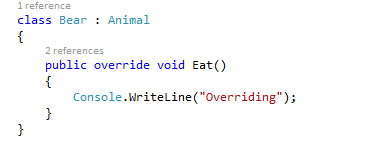 1 reference
class Bear : Animal
{
2 references
public override void Eat()
{
Console.WriteLine("Overriding");
}
}